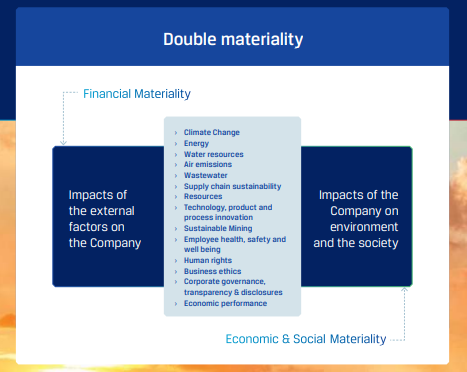 Double materiality
Financial Materiality
Impacts of
the external
factors on
the Company
› Climate Change
› Energy
› Water resources
› Air emissions
› Wastewater
› Supply chain sustainability
› Resources
› Technology, product and
process innovation
› Sustainable Mining
› Employee health, safety and
well being
› Human rights
› Business ethics
› Corporate governance,
transparency & disclosures
› Economic performance
Impacts of the
Company on
environment
and the society
Economic & Social Materiality